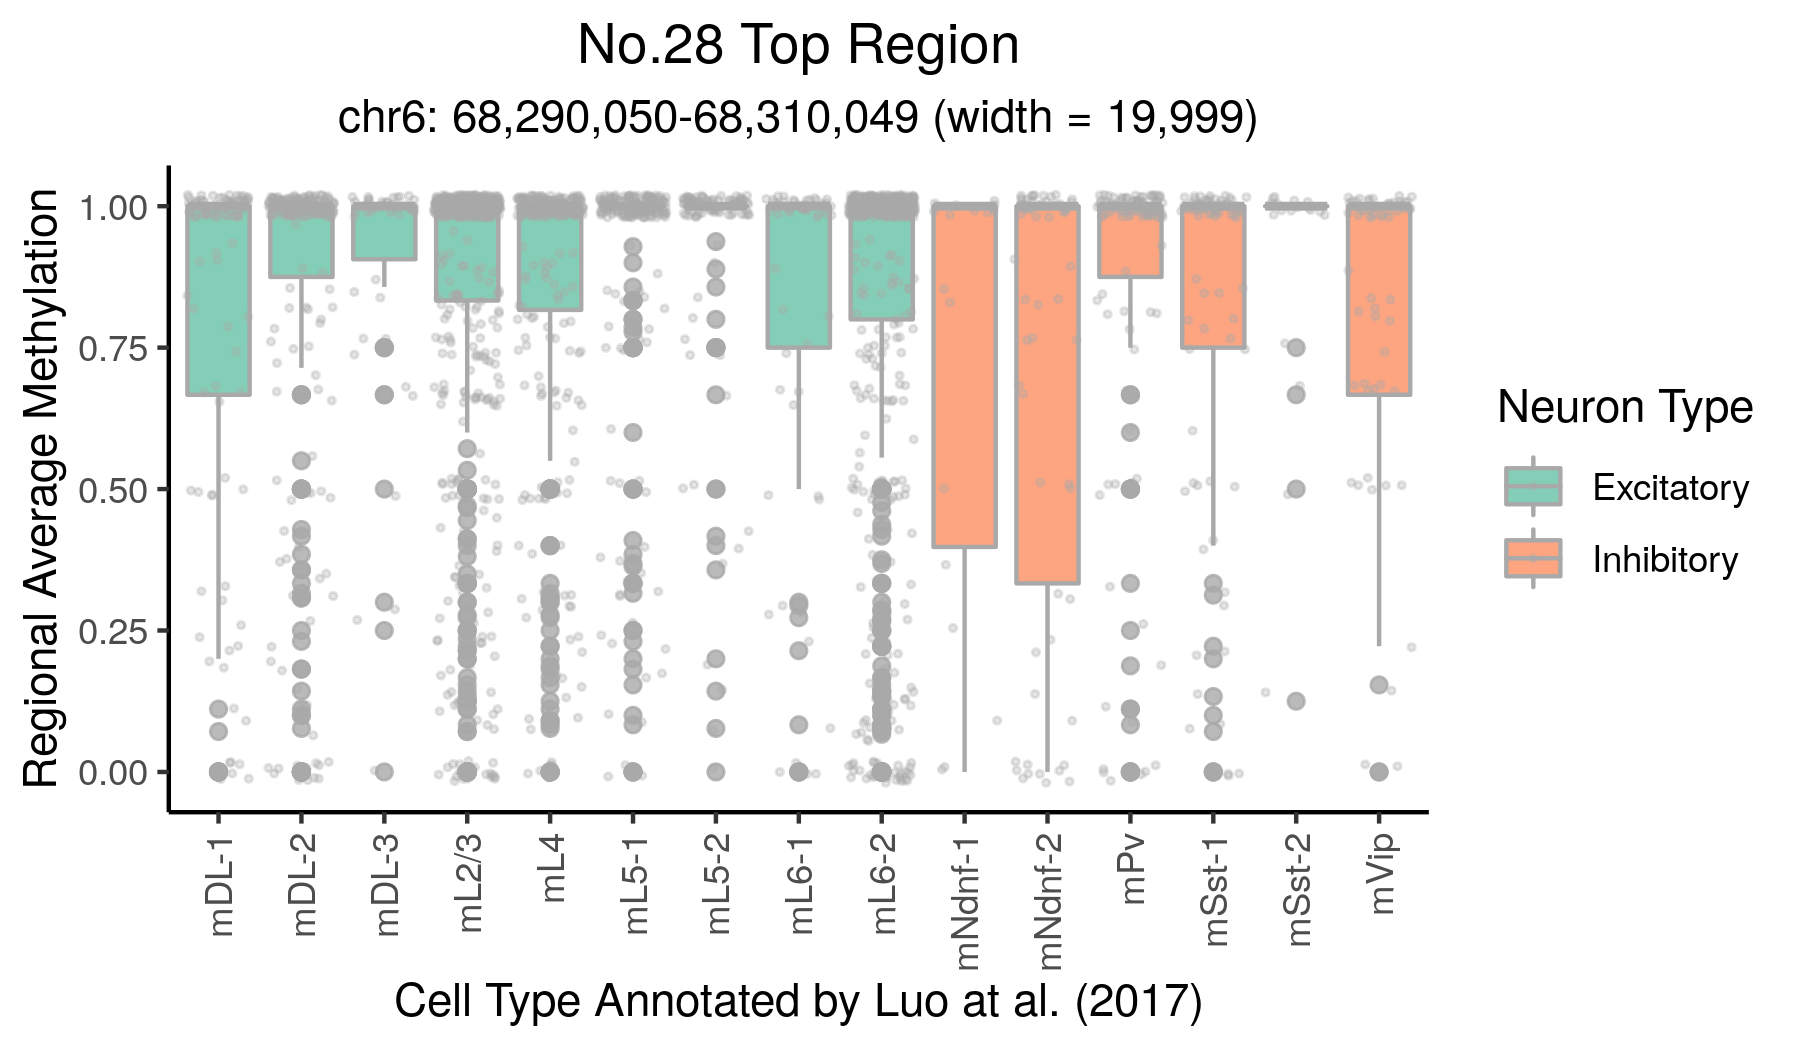 No.28 Top Region
chr6: 68,290,050-68,310,049 (width = 19,999)
Regional Average Methylation
1.00
0.75
0.50
0.25
0.00
mDL-1
mDL-2
mDL-3
mL2/3
mL4
mL5-1
mL5-2
mL6-1
mL6-2
mNdnf-1
mNdnf-2
mPv
mSst-1
mSst-2
mVip
Cell Type Annotated by Luo at al. (2017)
Neuron Type
Excitatory
Inhibitory